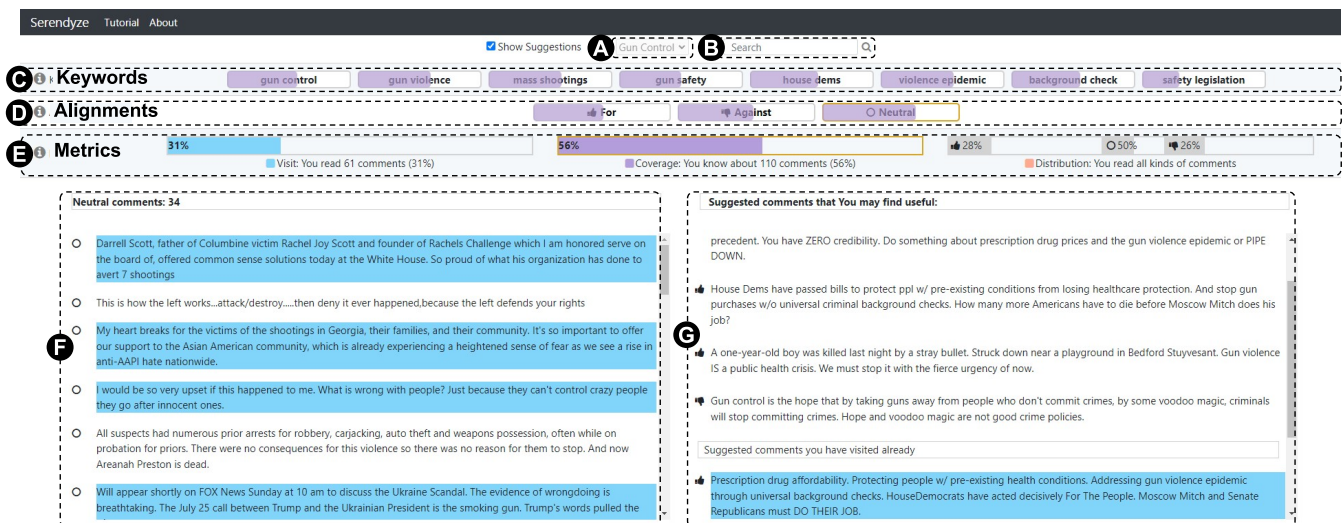 Serendyze Tutorial About
Show Suggestions A Gun Control B Search
C Keywords gun control gun violence mass shootings gun safety house dems violence epidemic background check safety legislation
D Alignments For Against Neutral
E Metrics 31% 56% 28% 50% 26%
Visit: You read 61 comments (31%) Coverage: You know about 110 comments (56%) Distribution: You read all kinds of comments
Neutral comments: 34
Darrell Scott, father of Columbine victim Rachel Joy Scott and founder of Rachels Challenge which I am honored serve on
the board of, offered common sense solutions today at the White House. So proud of what his organization has done to
avert 7 shootings
This is how the left works...attack/destroy.....then deny it ever happened,because the left defends your rights
My heart breaks for the victims of the shootings in Georgia, their families, and their community. It's so important to offer
F our support to the Asian American community, which is already experiencing a heightened sense of fear as we see a rise in
anti-AAPI hate nationwide.
I would be so very upset if this happened to me. What is wrong with people? Just because they can't control crazy people
they go after innocent ones.
All suspects had numerous prior arrests for robbery, carjacking, auto theft and weapons possession, often while on
probation for priors. There were no consequences for this violence so there was no reason for them to stop. And now
Areanah Preston is dead.
Will appear shortly on FOX News Sunday at 10 am to discuss the Ukraine Scandal. The evidence of wrongdoing is
breathtaking. The July 25 call between Trump and the Ukrainian President is the smoking gun. Trump's words pulled the
Suggested comments that You may find useful:
precedent. You have ZERO credibility. Do something about prescription drug prices and the gun violence epidemic or PIPE
DOWN.
House Dems have passed bills to protect ppl w/ pre-existing conditions from losing healthcare protection. And stop gun
purchases w/o universal criminal background checks. How many more Americans have to die before Moscow Mitch does his
job?
G
A one-year-old boy was killed last night by a stray bullet. Struck down near a playground in Bedford Stuyvesant. Gun violence
IS a public health crisis. We must stop it with the fierce urgency of now.
Gun control is the hope that by taking guns away from people who don't commit crimes, by some voodoo magic, criminals
will stop committing crimes. Hope and voodoo magic are not good crime policies.
Suggested comments you have visited already
Prescription drug affordability. Protecting people w/ pre-existing health conditions. Addressing gun violence epidemic
through universal background checks. HouseDemocrats have acted decisively For The People. Moscow Mitch and Senate
Republicans must DO THEIR JOB.